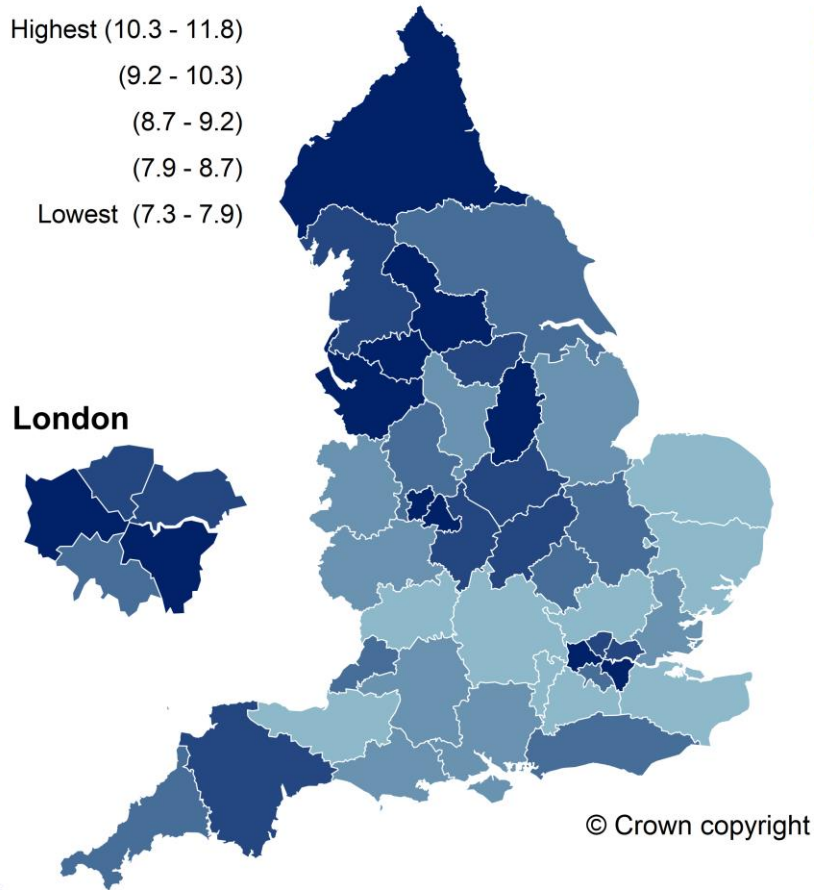 Highest (10.3 - 11.8)
(9.2 - 10.3)
(8.7 - 9.2)
(7.9 - 8.7)
Lowest (7.3 - 7.9)
London
© Crown copyright